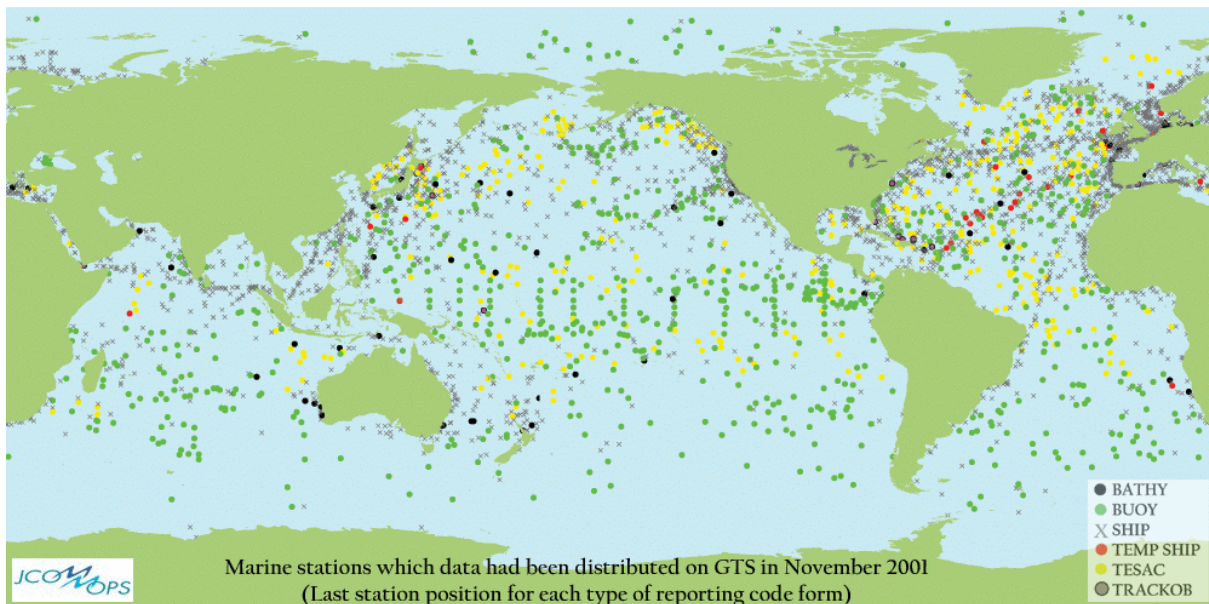 BATHY
BUOY
SHIP
TEMP SHIP
TESAC
TRACKOB
JCOMMOPS
Marine stations which data had been distributed on GTS in November 2001
(Last station position for each type of reporting code form)